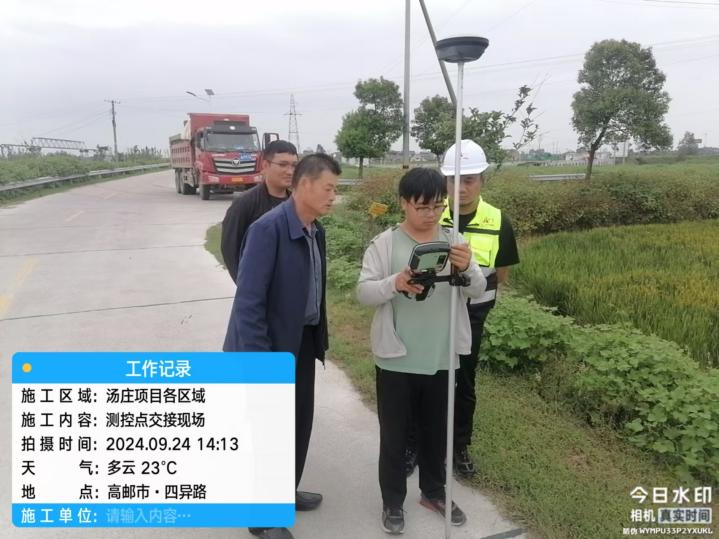 工作记录
施工区域：汤庄项目各区域
施工内容：测控点交接现场
拍摄时间：2024.09.24 14:13
天 气：多云 23℃
地 点：高邮市·四异路
施工单位：请输入内容…
今日水印
相机 真实时间
防伪 WYMPU33P2YXUKL